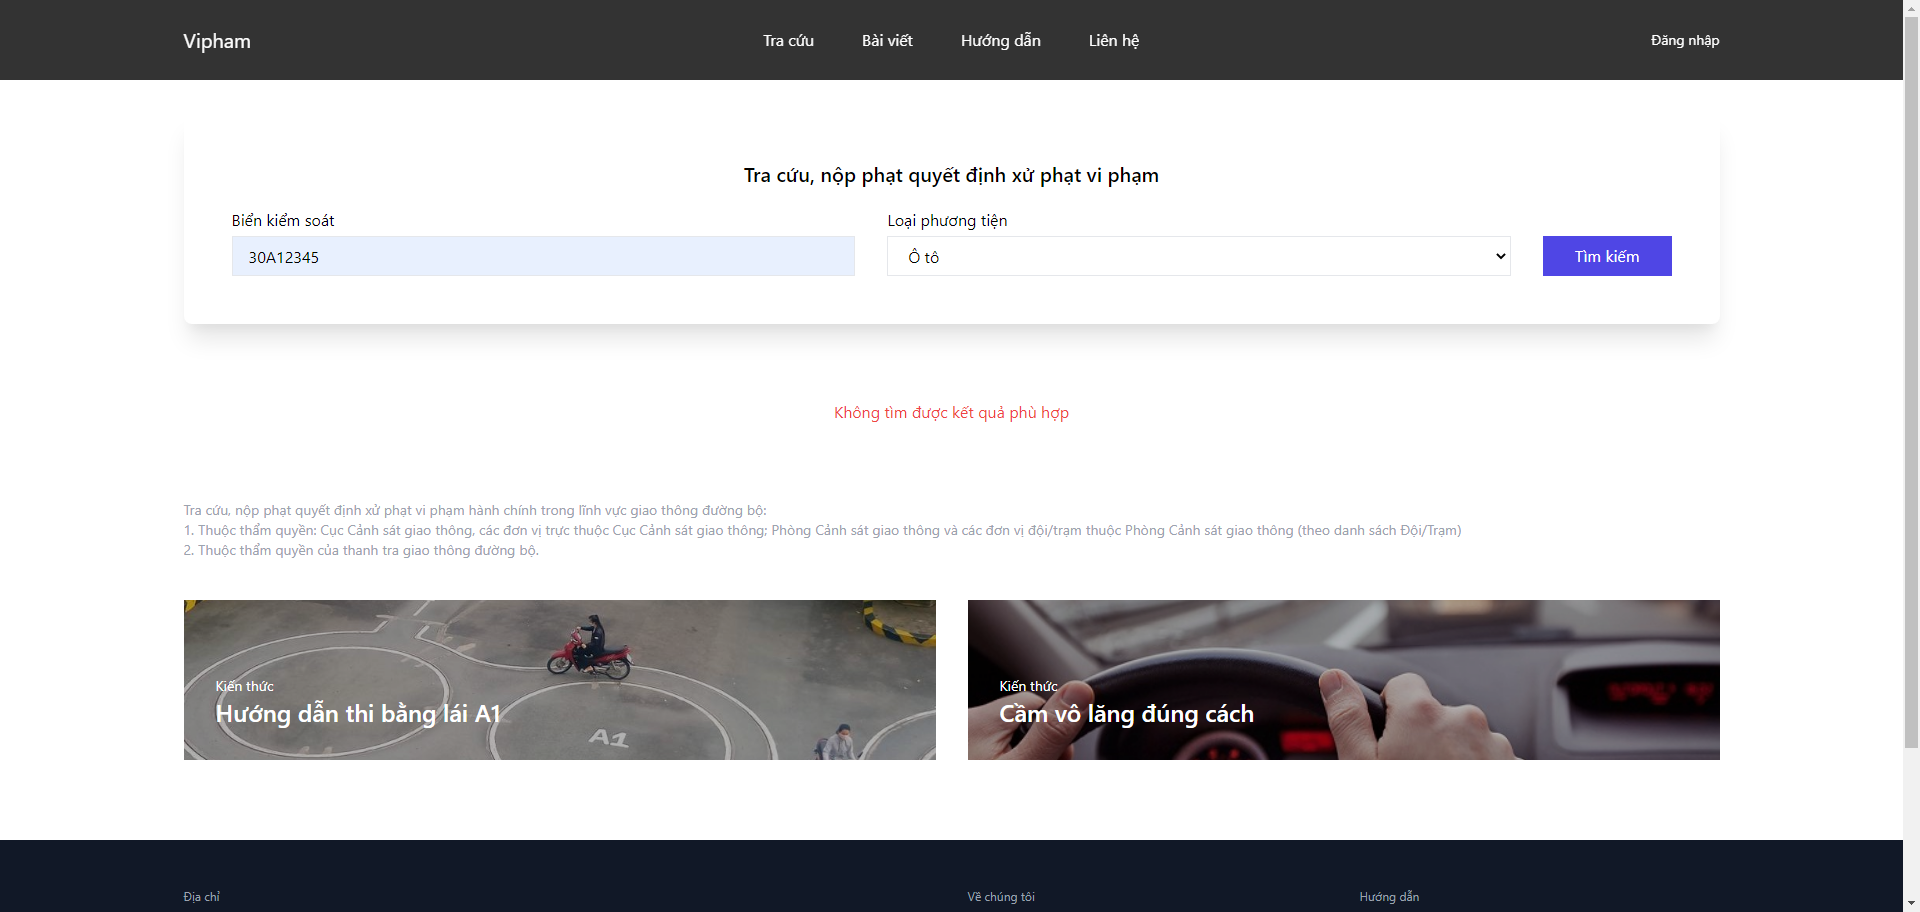 Vipham
Tra cứu
Bài viết
Hướng dẫn
Liên hệ
Đăng nhập
Tra cứu, nộp phạt quyết định xử phạt vi phạm
Biển kiểm soát
Loại phương tiện
30A12345
Ô tô
Tìm kiếm
Không tìm được kết quả phù hợp
Tra cứu, nộp phạt quyết định xử phạt vi phạm hành chính trong lĩnh vực giao thông đường bộ:
1. Thuộc thẩm quyền: Cục Cảnh sát giao thông, các đơn vị trực thuộc Cục Cảnh sát giao thông; Phòng Cảnh sát giao thông và các đơn vị đội/trạm thuộc Phòng Cảnh sát giao thông (theo danh sách Đội/Trạm)
2. Thuộc thẩm quyền của thanh tra giao thông đường bộ.
Kiến thức
Hướng dẫn thi bằng lái A1
A1
Kiến thức
Cầm vô lăng đúng cách
Địa chỉ
Về chúng tôi
Hướng dẫn